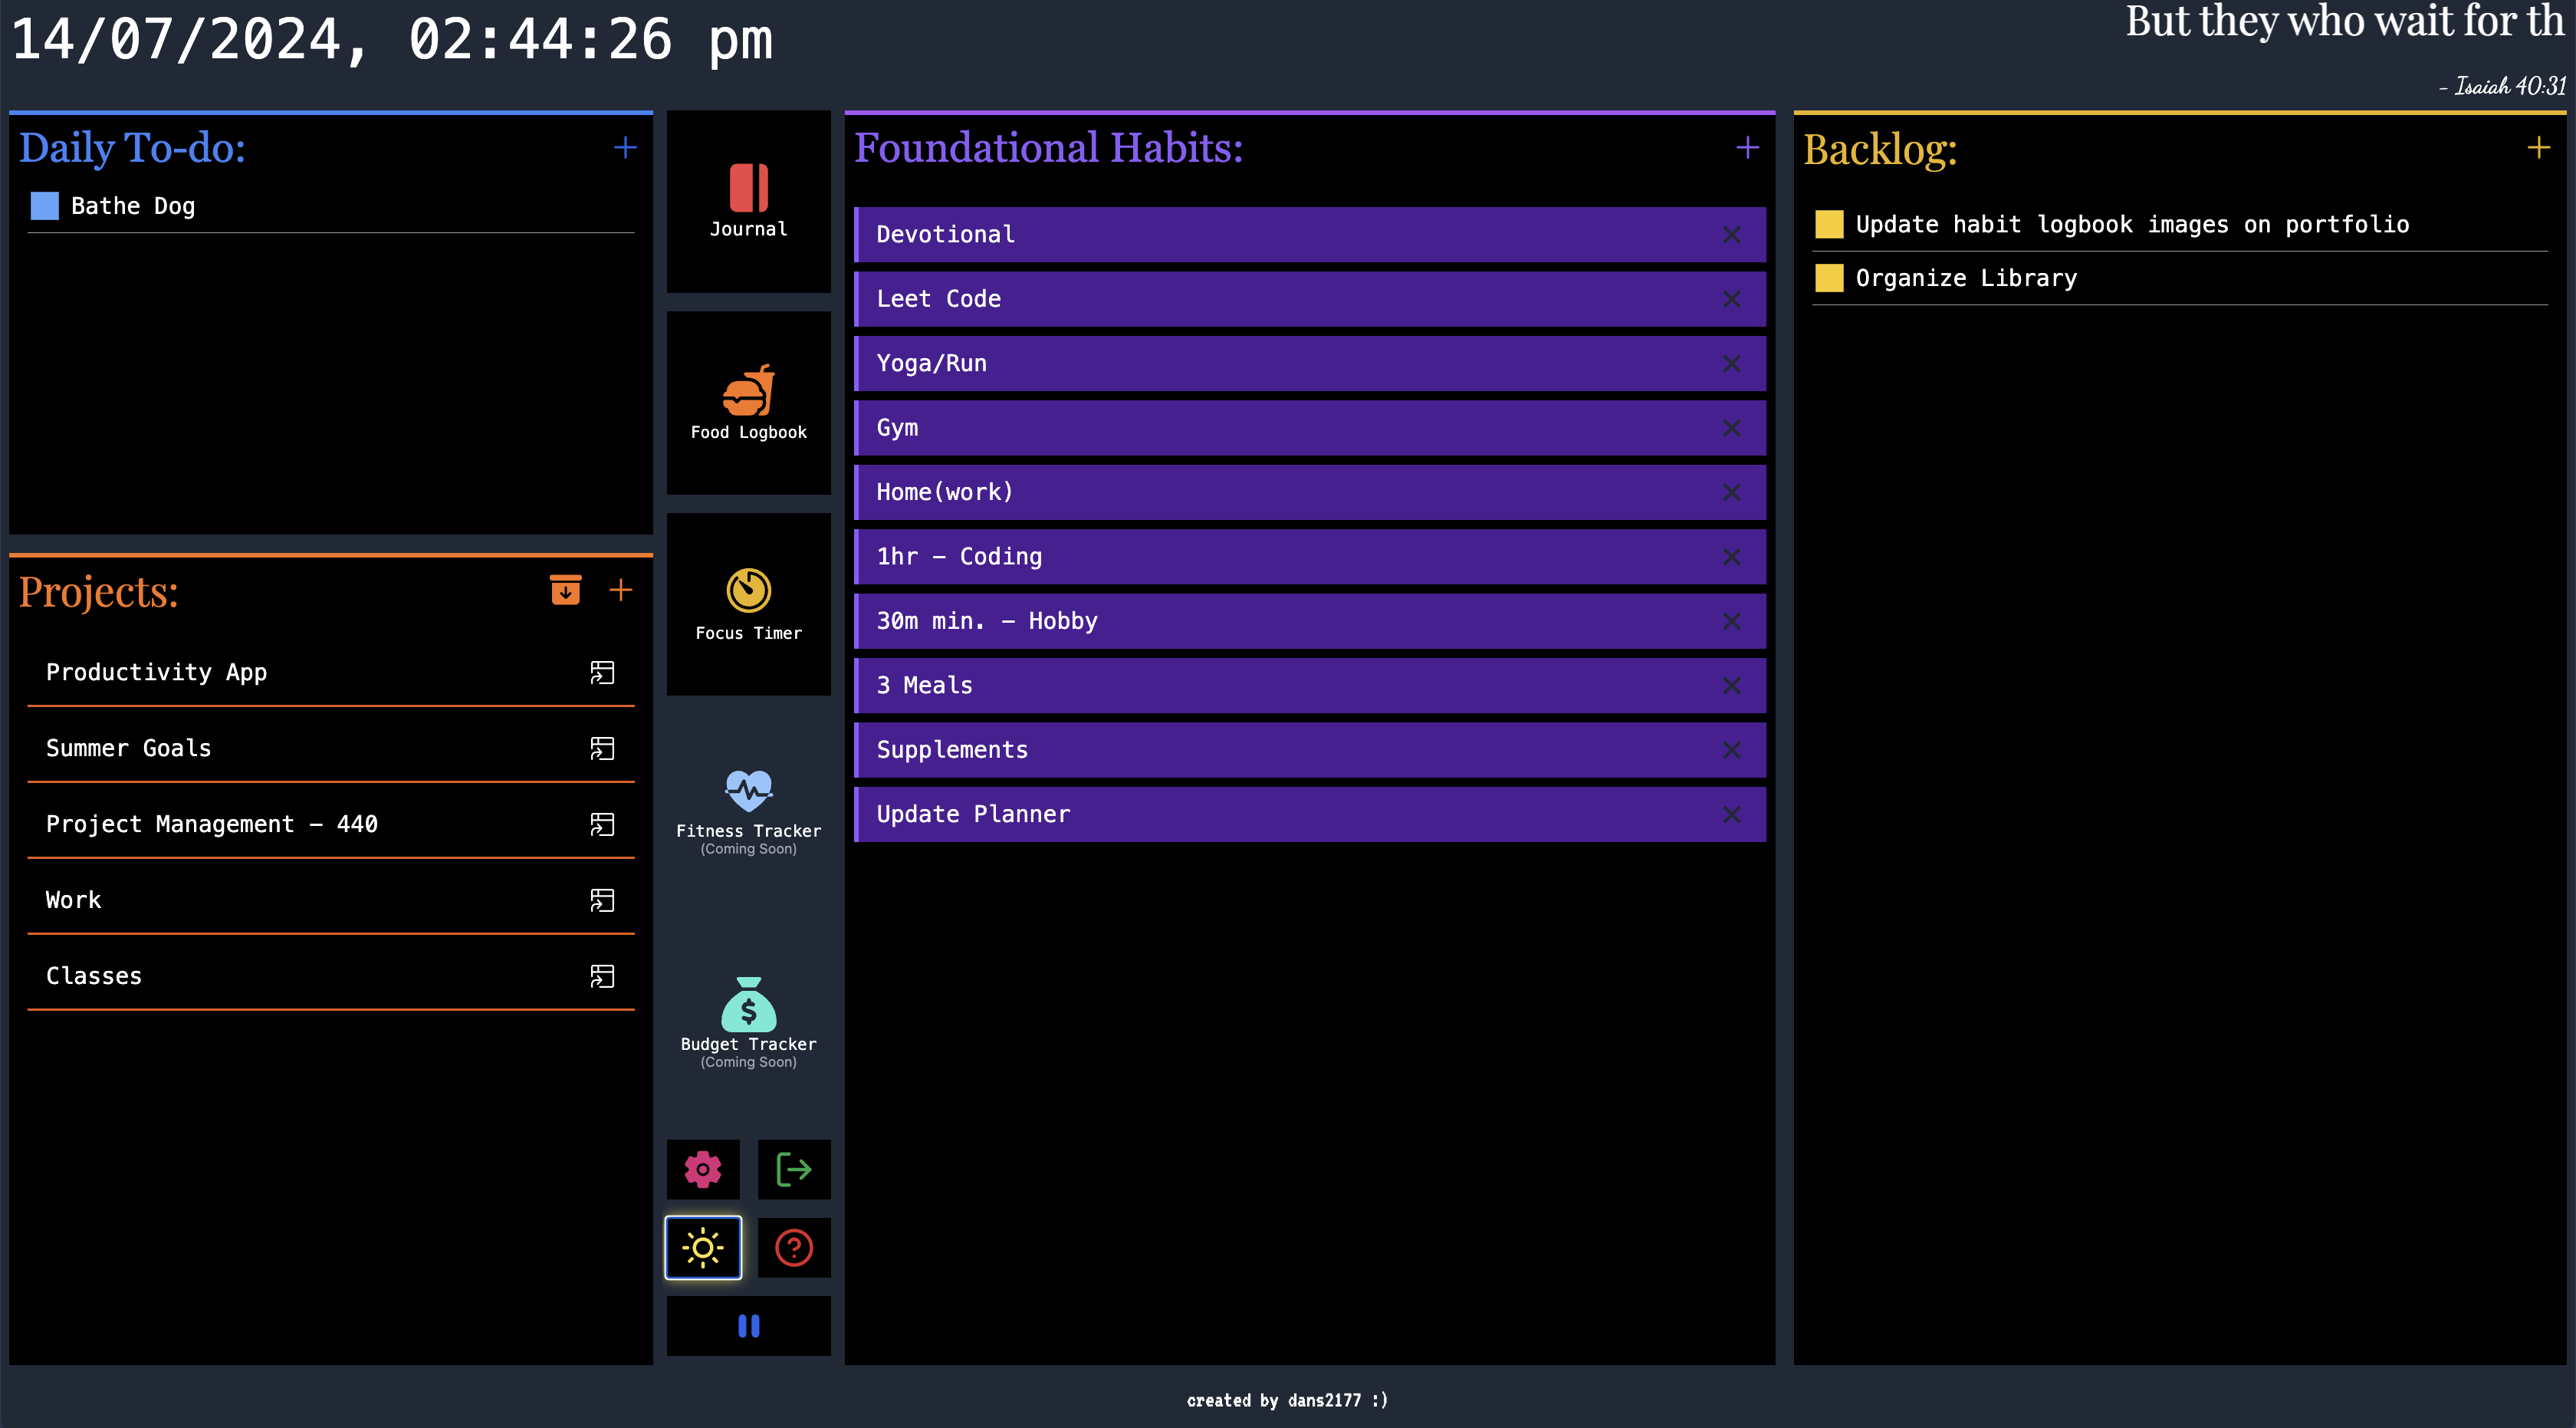 14/07/2024, 02:44:26 pm
But they who wait for th
- Isaiah 40:31
Daily To-do:
Bathe Dog
Projects:
Productivity App
Summer Goals
Project Management – 440
Work
Classes
Journal
Food Logbook
Focus Timer
Fitness Tracker
(Coming Soon)
Budget Tracker
(Coming Soon)
Foundational Habits:
Devotional
Leet Code
Yoga/Run
Gym
Home(work)
1hr – Coding
30m min. – Hobby
3 Meals
Supplements
Update Planner
Backlog:
Update habit logbook images on portfolio
Organize Library
created by dans2177 :)